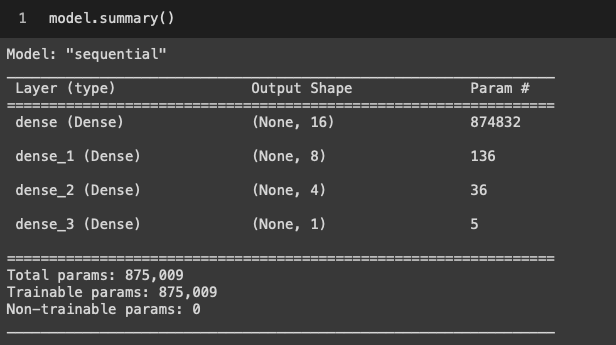 1 model.summary()
Model: "sequential"
Layer (type) Output Shape Param #
dense (Dense) (None, 16) 874832
dense_1 (Dense) (None, 8) 136
dense_2 (Dense) (None, 4) 36
dense_3 (Dense) (None, 1) 5
Total params: 875,009
Trainable params: 875,009
Non-trainable params: 0